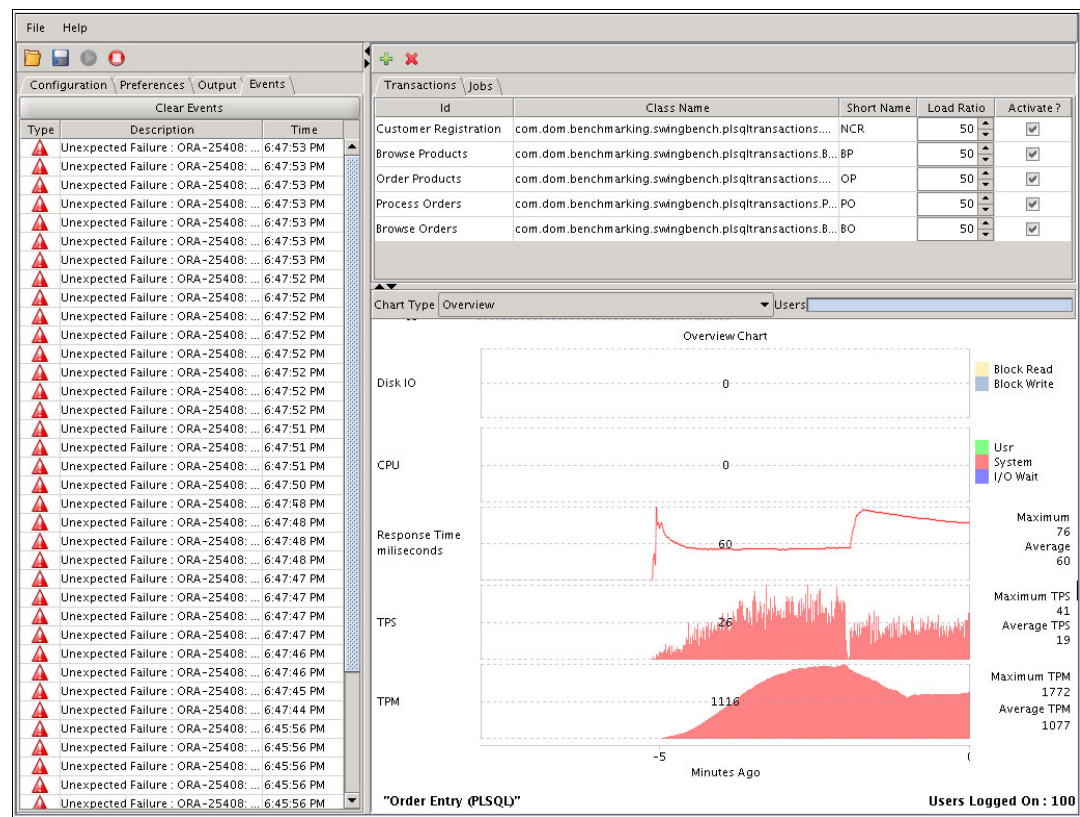 File Help
Configuration Preferences Output Events
Clear Events
Type Description Time
Unexpected Failure : ORA-25408: ... 6:47:53 PM
Unexpected Failure : ORA-25408: ... 6:47:53 PM
Unexpected Failure : ORA-25408: ... 6:47:53 PM
Unexpected Failure : ORA-25408: ... 6:47:53 PM
Unexpected Failure : ORA-25408: ... 6:47:53 PM
Unexpected Failure : ORA-25408: ... 6:47:53 PM
Unexpected Failure : ORA-25408: ... 6:47:53 PM
Unexpected Failure : ORA-25408: ... 6:47:52 PM
Unexpected Failure : ORA-25408: ... 6:47:52 PM
Unexpected Failure : ORA-25408: ... 6:47:52 PM
Unexpected Failure : ORA-25408: ... 6:47:52 PM
Unexpected Failure : ORA-25408: ... 6:47:52 PM
Unexpected Failure : ORA-25408: ... 6:47:52 PM
Unexpected Failure : ORA-25408: ... 6:47:52 PM
Unexpected Failure : ORA-25408: ... 6:47:52 PM
Unexpected Failure : ORA-25408: ... 6:47:51 PM
Unexpected Failure : ORA-25408: ... 6:47:51 PM
Unexpected Failure : ORA-25408: ... 6:47:51 PM
Unexpected Failure : ORA-25408: ... 6:47:50 PM
Unexpected Failure : ORA-25408: ... 6:47:48 PM
Unexpected Failure : ORA-25408: ... 6:47:48 PM
Unexpected Failure : ORA-25408: ... 6:47:48 PM
Unexpected Failure : ORA-25408: ... 6:47:48 PM
Unexpected Failure : ORA-25408: ... 6:47:47 PM
Unexpected Failure : ORA-25408: ... 6:47:47 PM
Unexpected Failure : ORA-25408: ... 6:47:47 PM
Unexpected Failure : ORA-25408: ... 6:47:47 PM
Unexpected Failure : ORA-25408: ... 6:47:46 PM
Unexpected Failure : ORA-25408: ... 6:47:46 PM
Unexpected Failure : ORA-25408: ... 6:47:45 PM
Unexpected Failure : ORA-25408: ... 6:47:44 PM
Unexpected Failure : ORA-25408: ... 6:45:56 PM
Unexpected Failure : ORA-25408: ... 6:45:56 PM
Unexpected Failure : ORA-25408: ... 6:45:56 PM
Unexpected Failure : ORA-25408: ... 6:45:56 PM
Unexpected Failure : ORA-25408: ... 6:45:56 PM
Transactions Jobs
Id Class Name Short Name Load Ratio Activate ?
Customer Registration com.dom.benchmarking.swingbench.plsqltransactions.... NCR 50
Browse Products com.dom.benchmarking.swingbench.plsqltransactions.B... BP 50
Order Products com.dom.benchmarking.swingbench.plsqltransactions.... OP 50
Process Orders com.dom.benchmarking.swingbench.plsqltransactions.P... PO 50
Browse Orders com.dom.benchmarking.swingbench.plsqltransactions.B... BO 50
Chart Type Overview Users
Overview Chart
Disk IO 0
Block Read
Block Write
CPU 0
Usr
System
I/O Wait
Response Time
miliseconds
60
Maximum
76
Average
60
TPS 26
Maximum TPS
41
Average TPS
19
TPM 1116
Maximum TPM
1772
Average TPM
1077
-5
Minutes Ago
"Order Entry (PLSQL)" Users Logged On : 100